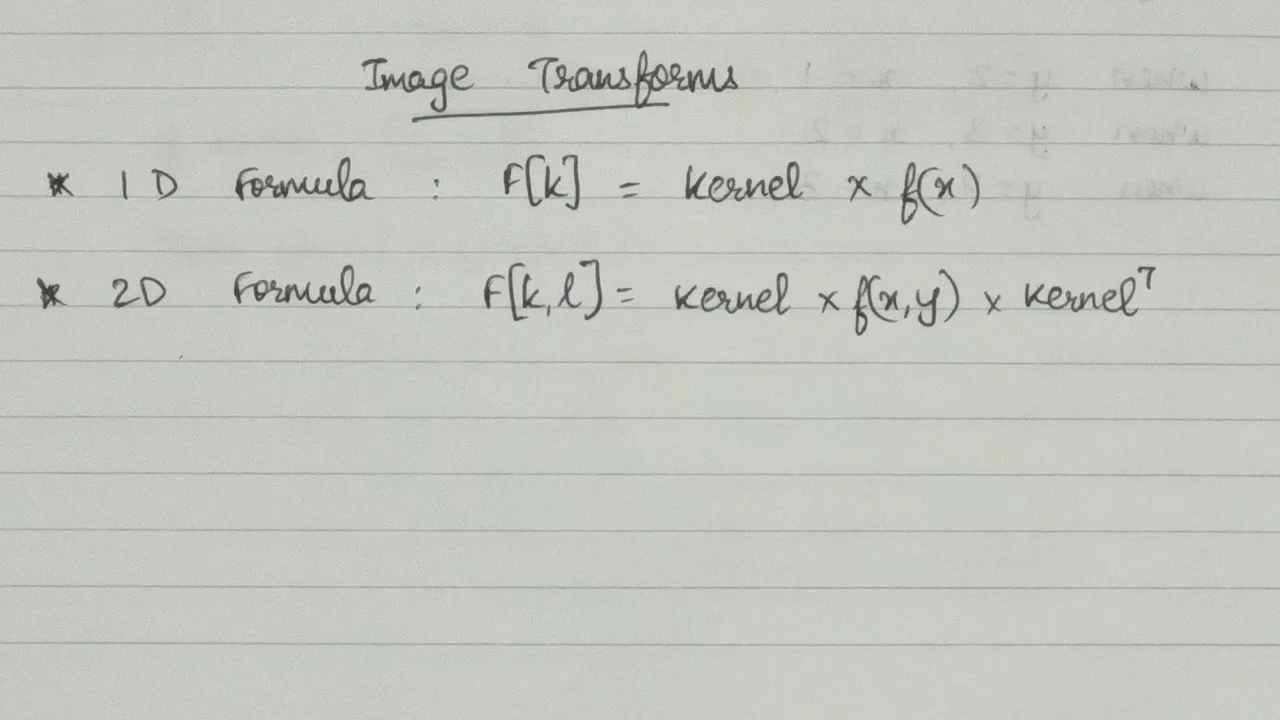 Image Transforms
* 1D Formula : F[k] = Kernel × f(x)
* 2D Formula : F[k,l] = Kernel × f(x,y) × Kernelᵀ